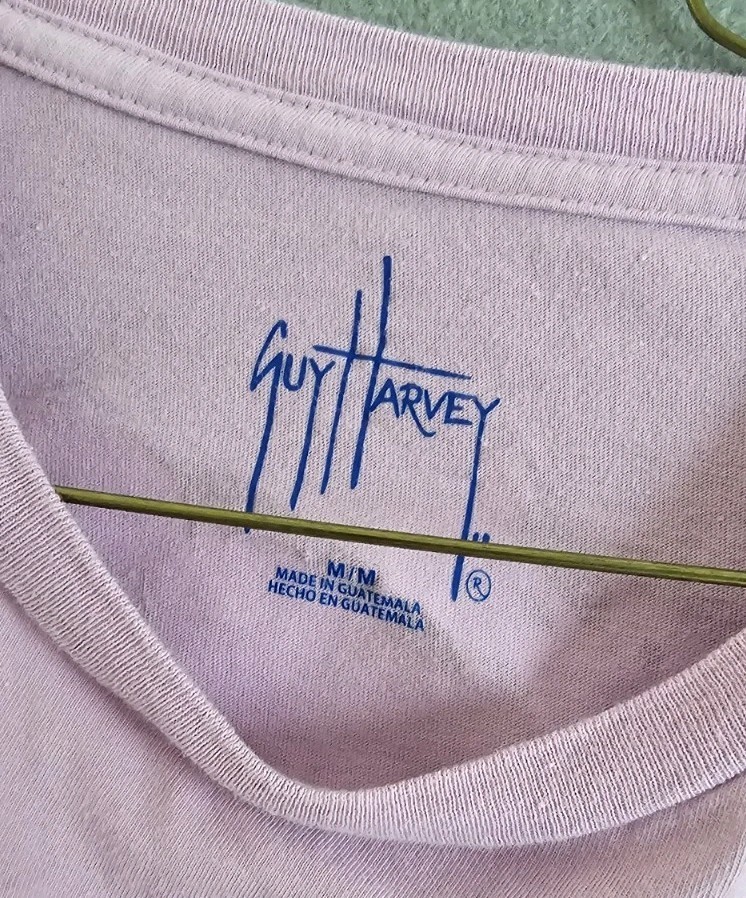 GUY HARVEY
®
M/M
MADE IN GUATEMALA
HECHO EN GUATEMALA